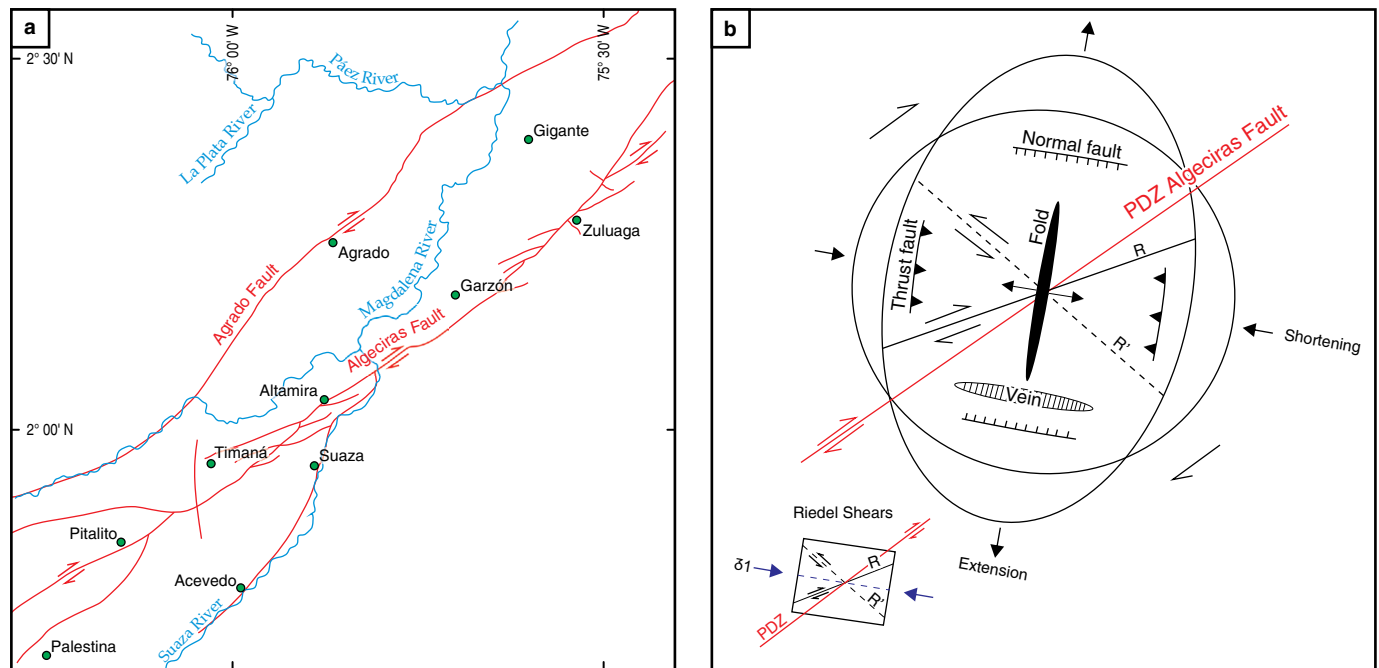 a
76° 00' W
75° 30' W
2° 30' N
2° 00' N
Páez River
La Plata River
Gigante
Zuluaga
Agrado
Magdalena River
Garzón
Agrado Fault
Algeciras Fault
Altamira
Timaná
Suaza
Pitalito
Acevedo
Suaza River
Palestina
b
Normal fault
PDZ Algeciras Fault
Fold
Thrust fault
R
R'
Shortening
Vein
Extension
Riedel Shears
δ1
R
R'
PDZ